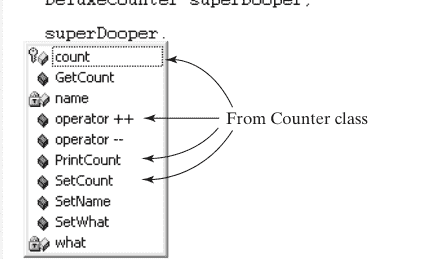 DeluxeCounter superDooper;
superDooper.
count
GetCount
name
operator ++
operator --
PrintCount
SetCount
SetName
SetWhat
what
From Counter class